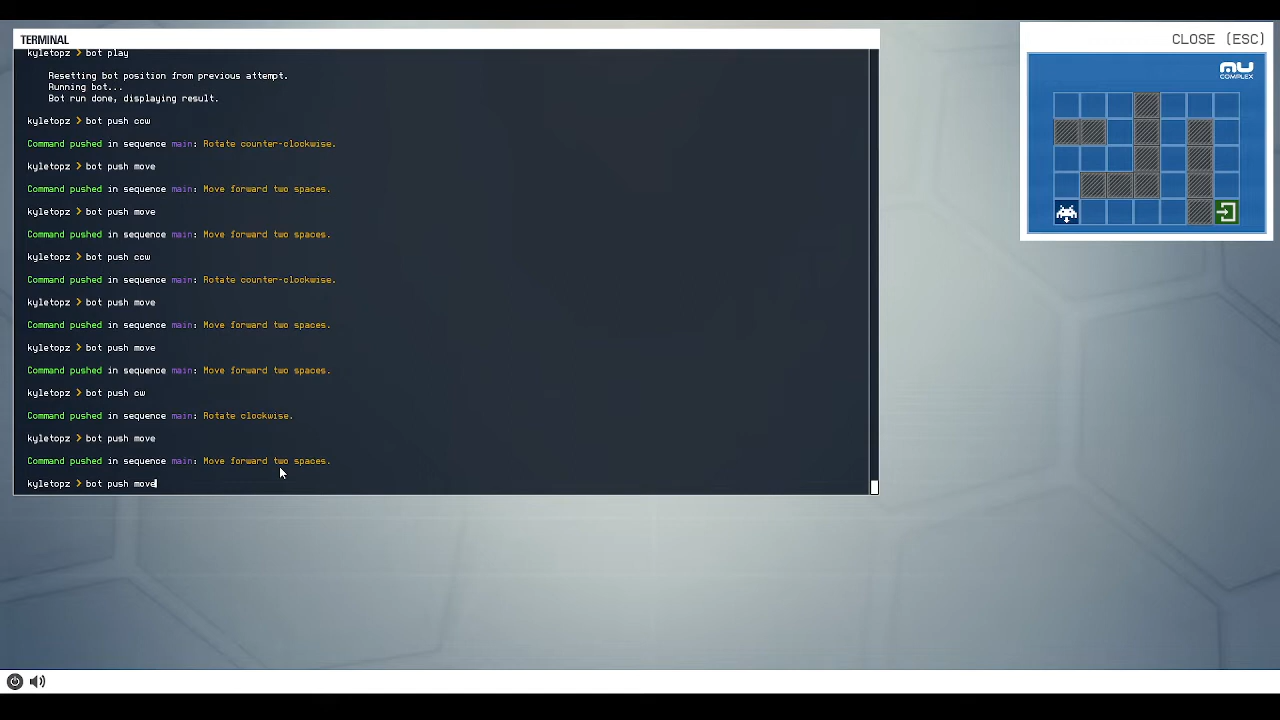 TERMINAL
kyletopz > bot play
Resetting bot position from previous attempt.
Running bot...
Bot run done, displaying result.
kyletopz > bot push ccw
Command pushed in sequence main: Rotate counter-clockwise.
kyletopz > bot push move
Command pushed in sequence main: Move forward two spaces.
kyletopz > bot push move
Command pushed in sequence main: Move forward two spaces.
kyletopz > bot push ccw
Command pushed in sequence main: Rotate counter-clockwise.
kyletopz > bot push move
Command pushed in sequence main: Move forward two spaces.
kyletopz > bot push move
Command pushed in sequence main: Move forward two spaces.
kyletopz > bot push cw
Command pushed in sequence main: Rotate clockwise.
kyletopz > bot push move
Command pushed in sequence main: Move forward two spaces.
kyletopz > bot push move
CLOSE (ESC)
MU
COMPLEX